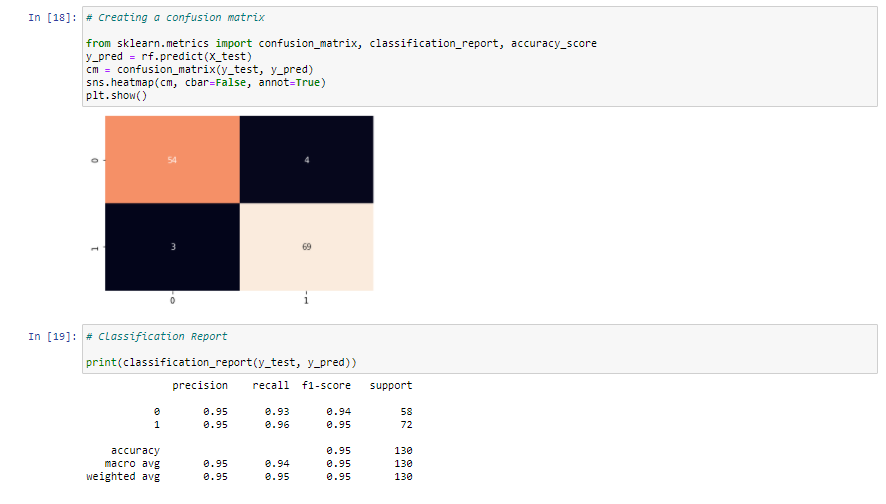 In [18]: # Creating a confusion matrix
from sklearn.metrics import confusion_matrix, classification_report, accuracy_score
y_pred = rf.predict(X_test)
cm = confusion_matrix(y_test, y_pred)
sns.heatmap(cm, cbar=False, annot=True)
plt.show()
0 54 4
1 3 69
0 1
In [19]: # Classification Report
print(classification_report(y_test, y_pred))
precision recall f1-score support
0 0.95 0.93 0.94 58
1 0.95 0.96 0.95 72
accuracy 0.95 130
macro avg 0.95 0.94 0.95 130
weighted avg 0.95 0.95 0.95 130